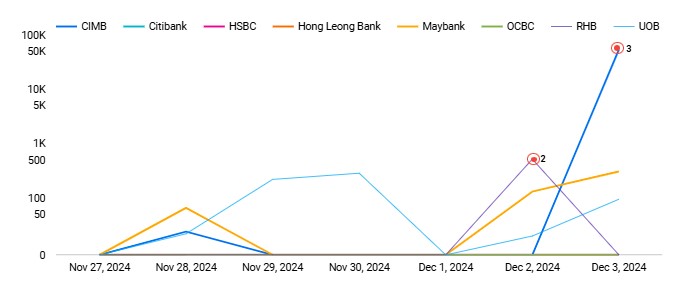 CIMB Citibank HSBC Hong Leong Bank Maybank OCBC RHB UOB
100K
50K
3
10K
5K
1K
500
2
100
50
0
Nov 27, 2024 Nov 28, 2024 Nov 29, 2024 Nov 30, 2024 Dec 1, 2024 Dec 2, 2024 Dec 3, 2024